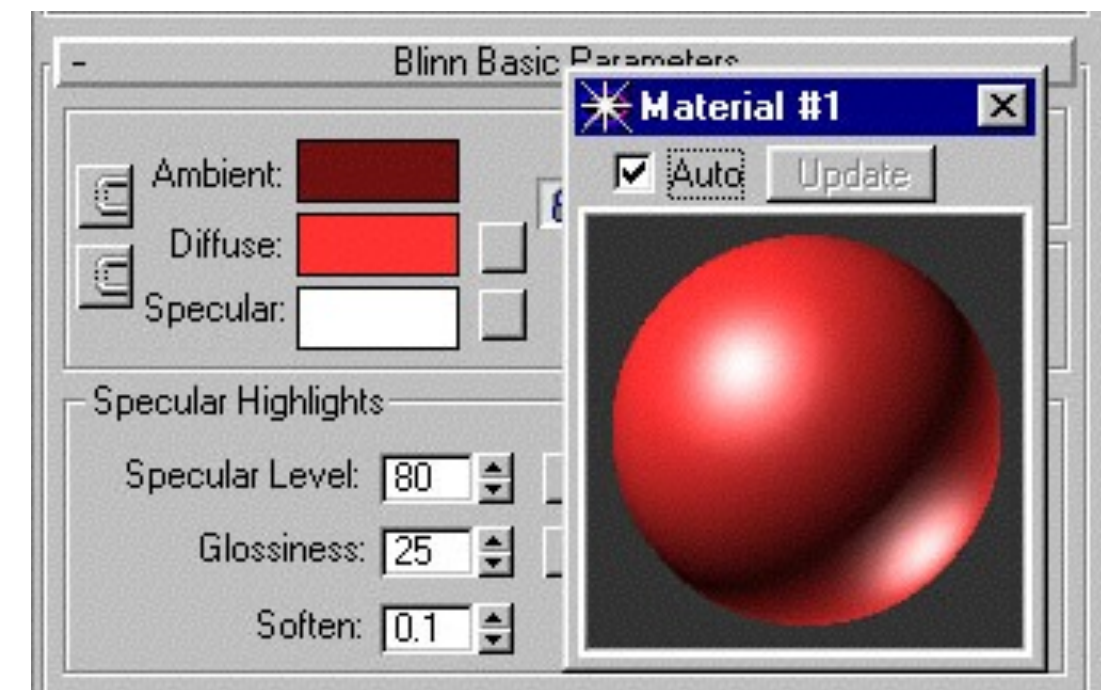 - Blinn Basic Parameters
Material #1
Auto Update
Ambient:
Diffuse:
Specular:
Specular Highlights
Specular Level: 80
Glossiness: 25
Soften: 0.1